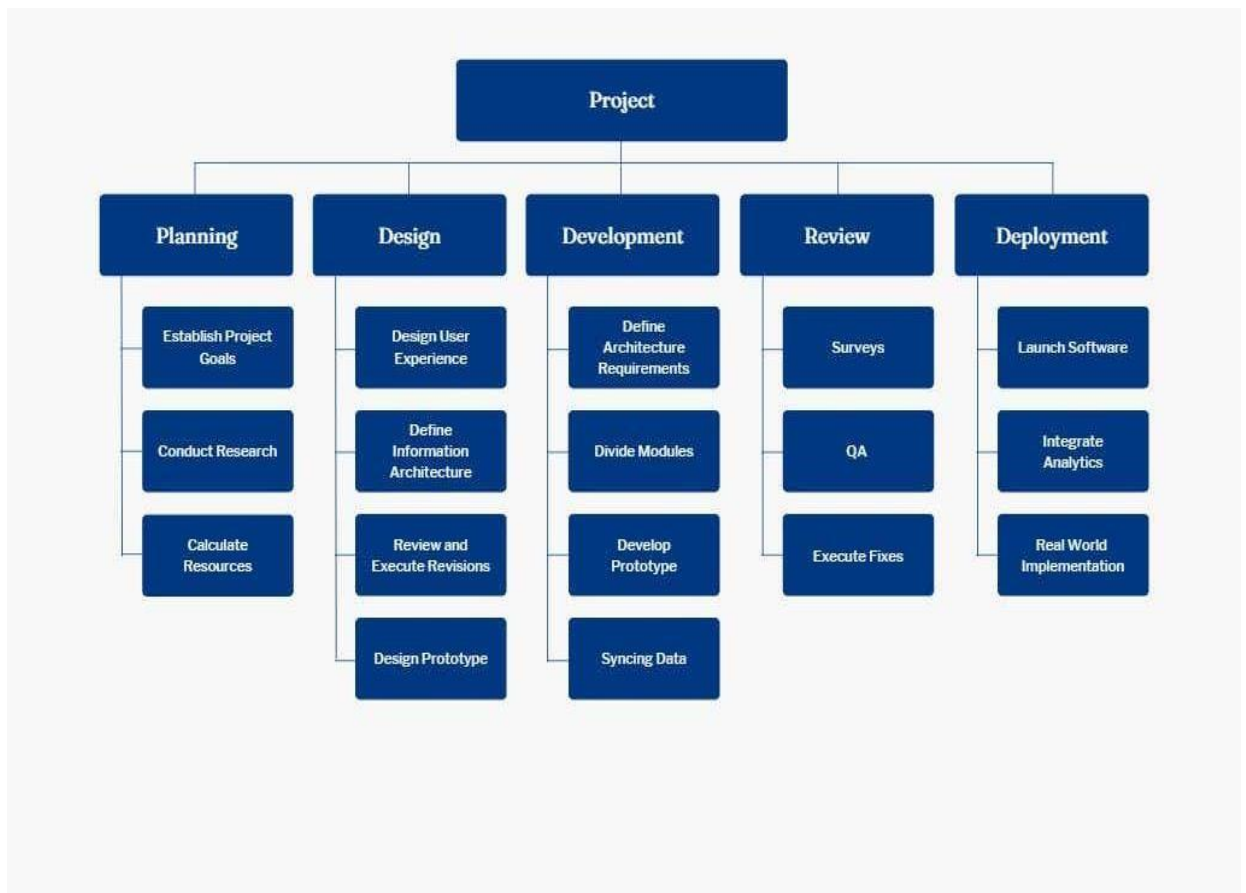 Project
Planning
Design
Development
Review
Deployment
Establish Project
Goals
Conduct Research
Calculate
Resources
Design User
Experience
Define
Information
Architecture
Review and
Execute Revisions
Design Prototype
Define
Architecture
Requirements
Divide Modules
Develop
Prototype
Syncing Data
Surveys
QA
Execute Fixes
Launch Software
Integrate
Analytics
Real World
Implementation